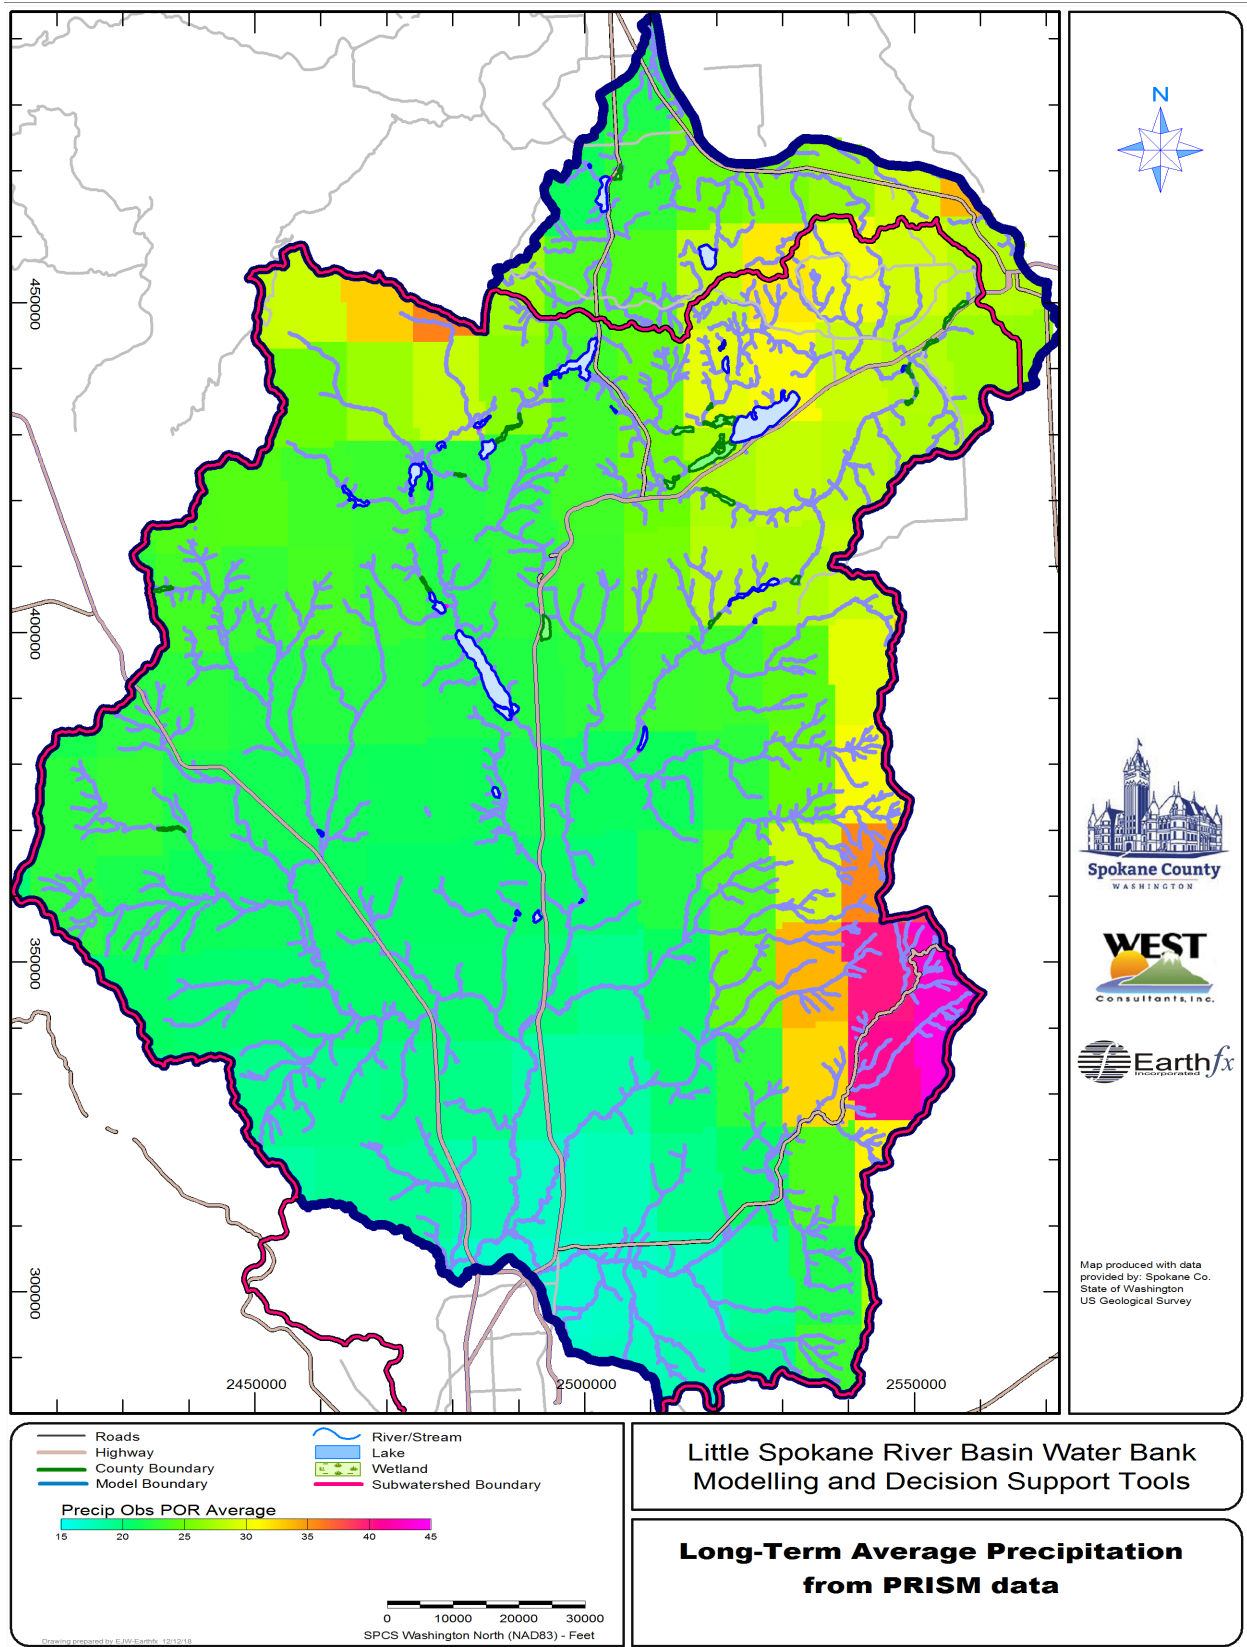 N
450000
400000
350000
300000
2450000
2500000
2550000
Spokane County
WASHINGTON
WEST
Consultants, Inc.
Earthfx
Incorporated
Map produced with data
provided by: Spokane Co.
State of Washington
US Geological Survey
Roads
Highway
County Boundary
Model Boundary
River/Stream
Lake
Wetland
Subwatershed Boundary
Precip Obs POR Average
15 20 25 30 35 40 45
0 10000 20000 30000
SPCS Washington North (NAD83) - Feet
Drawing prepared by EJW-Earthfx 12/12/18
Little Spokane River Basin Water Bank
Modelling and Decision Support Tools
Long-Term Average Precipitation
from PRISM data